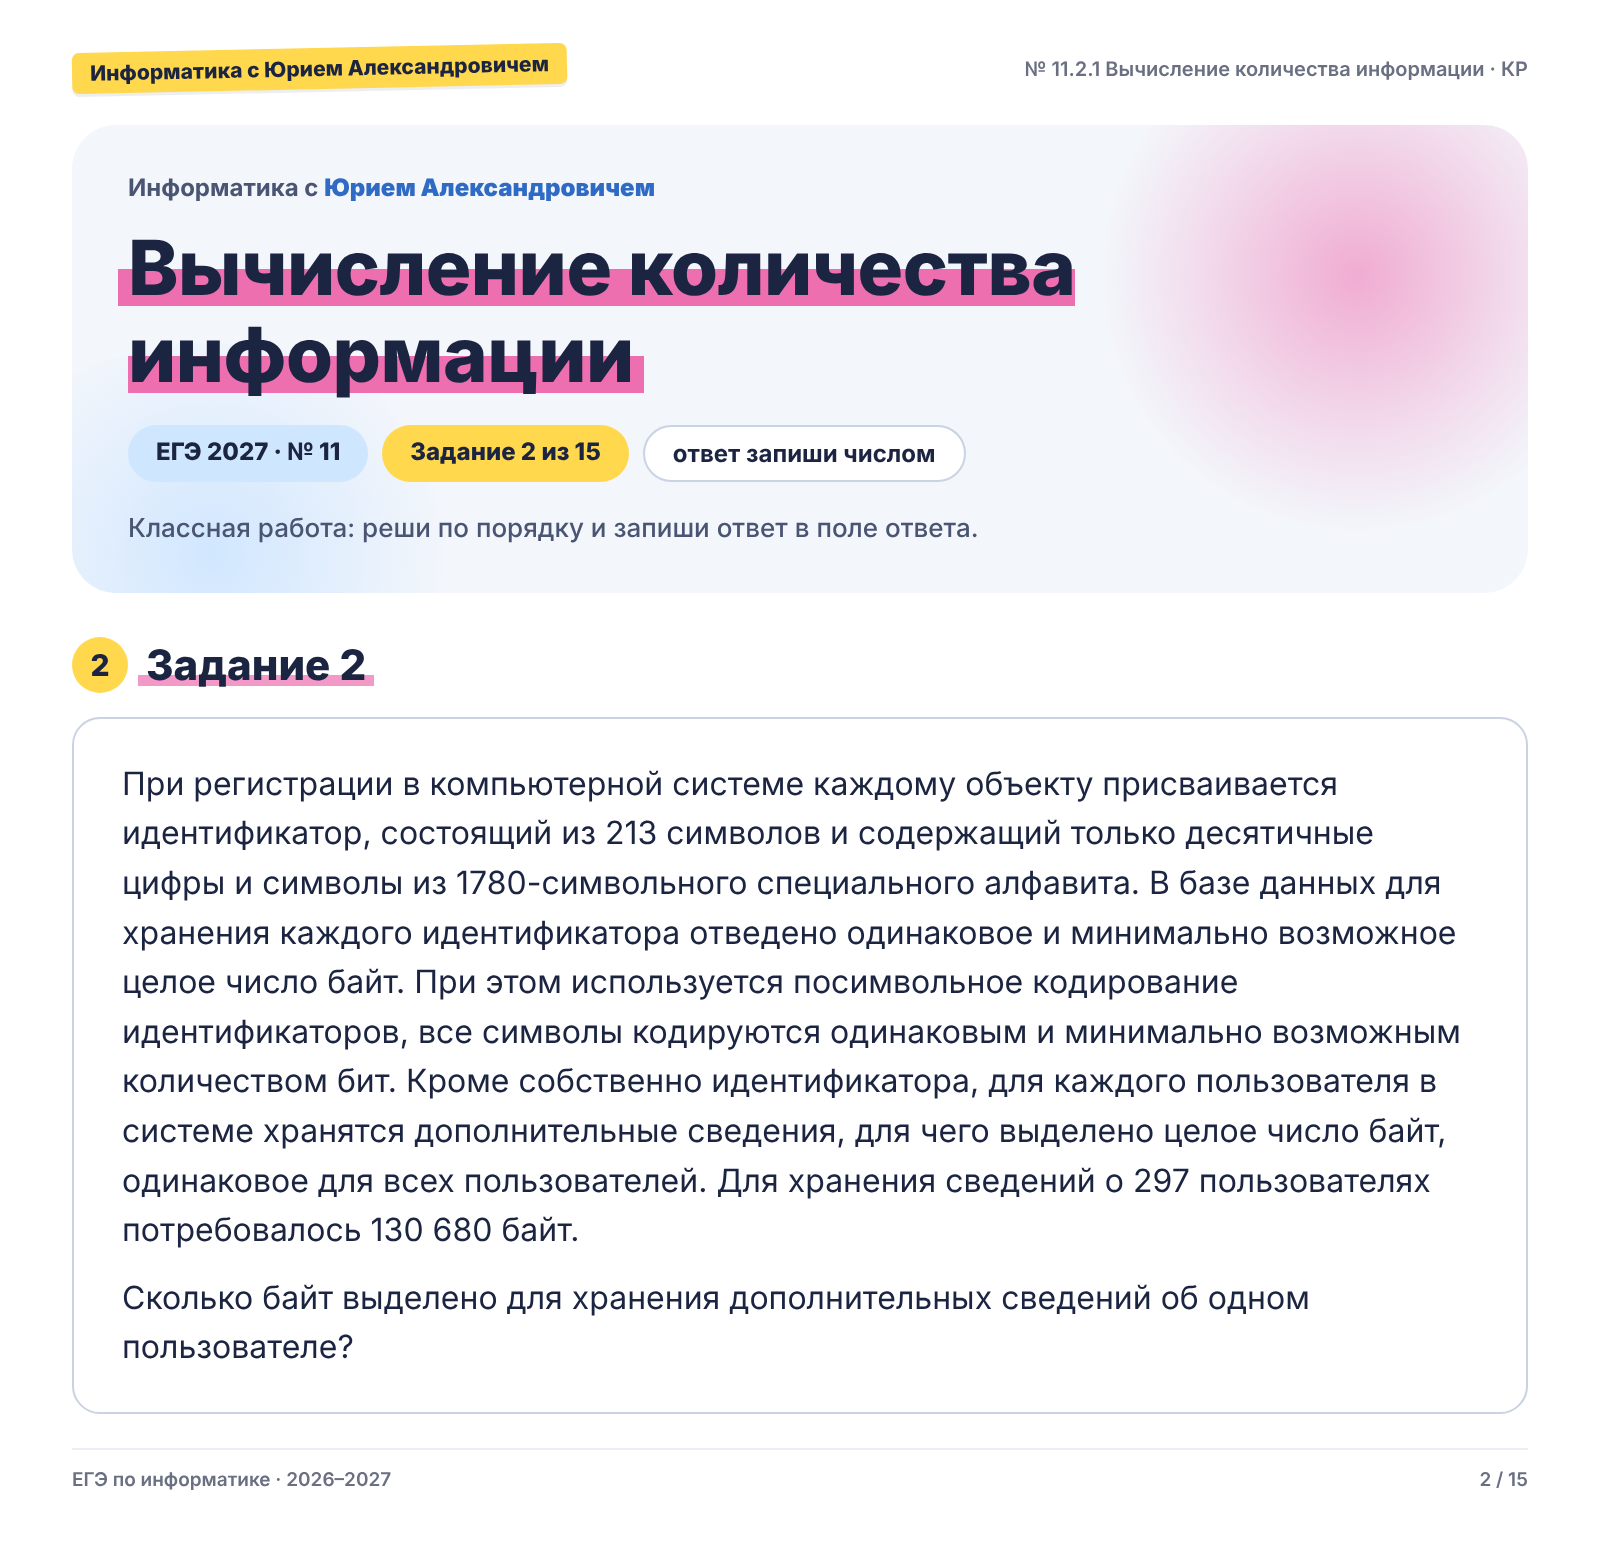 Информатика с Юрием Александровичем
№ 11.2.1 Вычисление количества информации · КР
Информатика с Юрием Александровичем
Вычисление количества
информации
ЕГЭ 2027 · № 11
Задание 2 из 15
ответ запиши числом
Классная работа: реши по порядку и запиши ответ в поле ответа.
2
Задание 2
При регистрации в компьютерной системе каждому объекту присваивается
идентификатор, состоящий из 213 символов и содержащий только десятичные
цифры и символы из 1780-символьного специального алфавита. В базе данных для
хранения каждого идентификатора отведено одинаковое и минимально возможное
целое число байт. При этом используется посимвольное кодирование
идентификаторов, все символы кодируются одинаковым и минимально возможным
количеством бит. Кроме собственно идентификатора, для каждого пользователя в
системе хранятся дополнительные сведения, для чего выделено целое число байт,
одинаковое для всех пользователей. Для хранения сведений о 297 пользователях
потребовалось 130 680 байт.
Сколько байт выделено для хранения дополнительных сведений об одном
пользователе?
ЕГЭ по информатике · 2026–2027
2 / 15